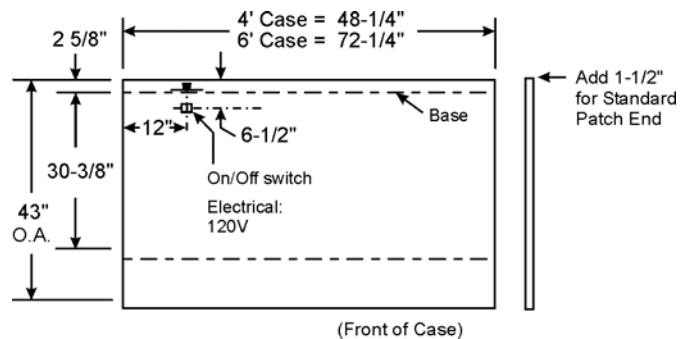 4' Case = 48-1/4"
6' Case = 72-1/4"
2 5/8"
Add 1-1/2"
for Standard
Patch End
Base
12"
6-1/2"
30-3/8"
On/Off switch
Electrical:
120V
43"
O.A.
(Front of Case)